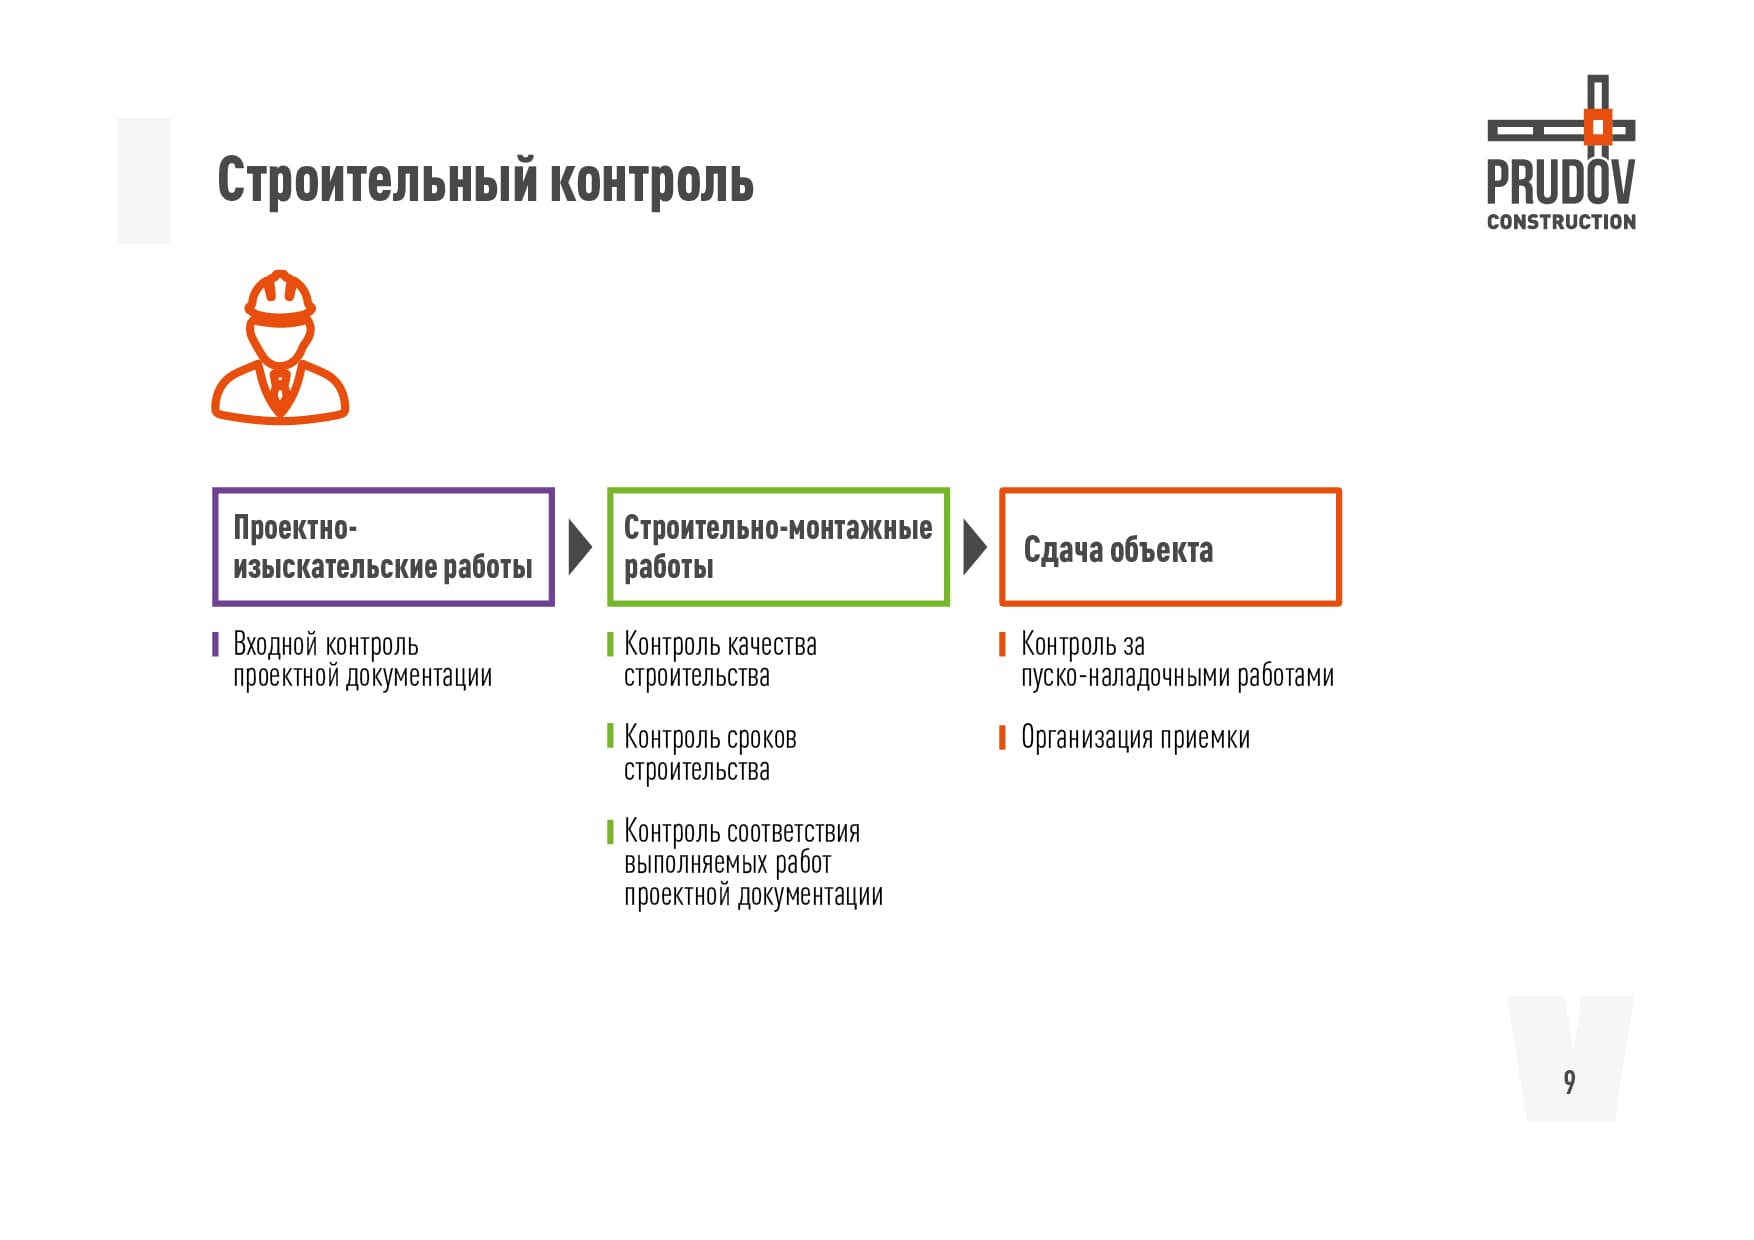 Строительный контроль
PRUDOV
CONSTRUCTION
Проектно-
изыскательские работы
Входной контроль
проектной документации
Строительно-монтажные
работы
Контроль качества
строительства
Контроль сроков
строительства
Контроль соответствия
выполняемых работ
проектной документации
Сдача объекта
Контроль за
пуско-наладочными работами
Организация приемки
9